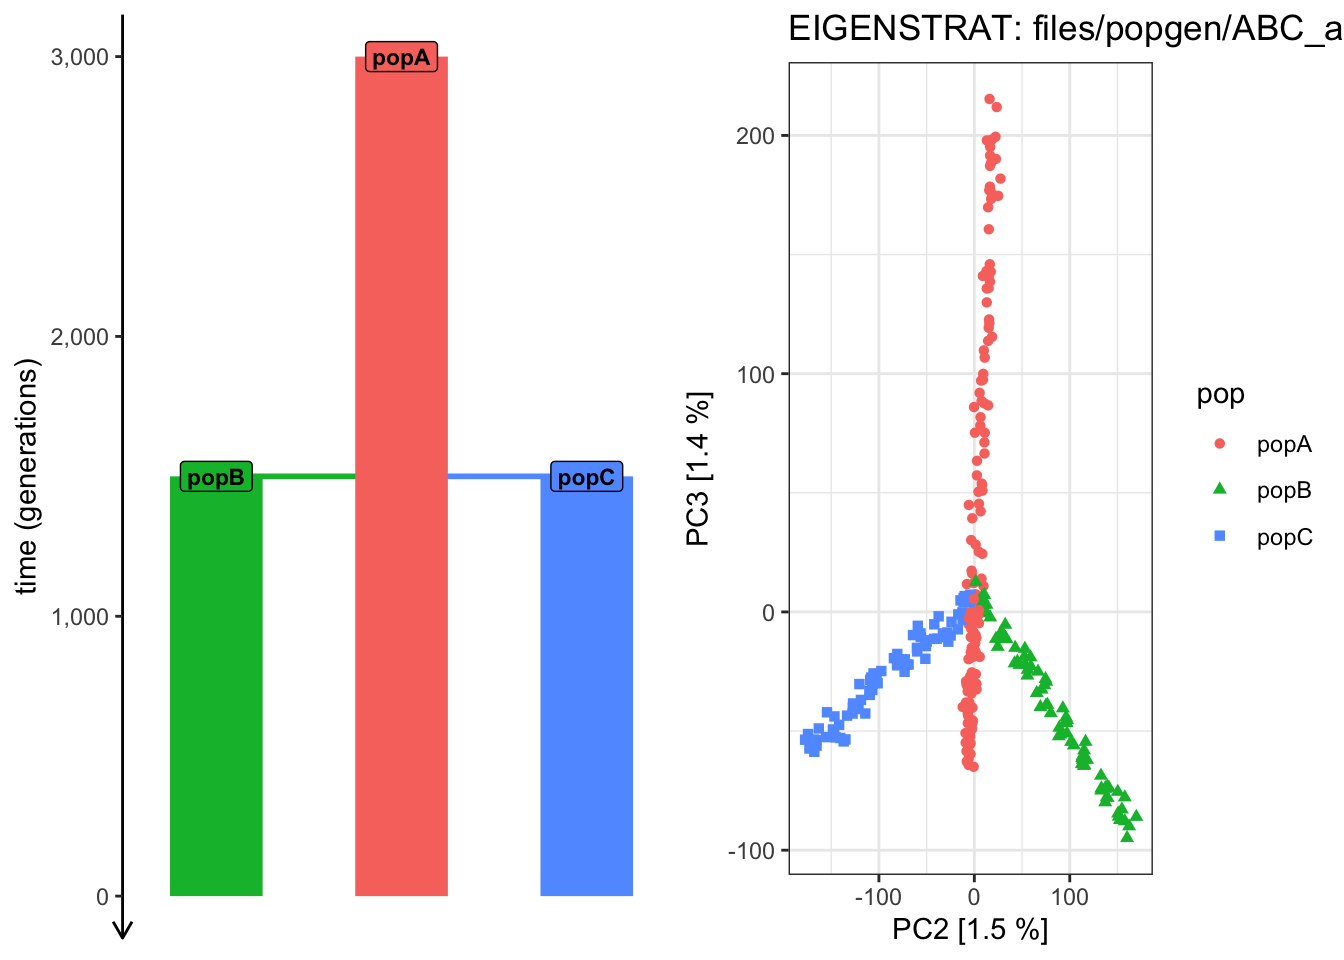 time (generations)
3,000
2,000
1,000
0
popA
popB
popC
EIGENSTRAT: files/popgen/ABC_a
PC3 [1.4 %]
200
100
0
-100
-100 0 100
PC2 [1.5 %]
pop
popA
popB
popC